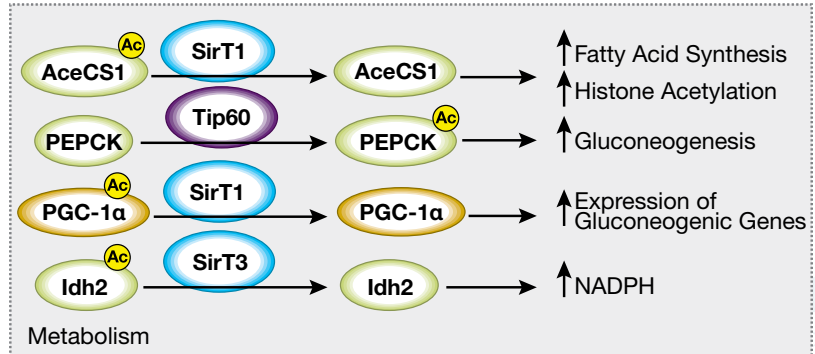 Ac
SirT1
AceCS1
AceCS1
Fatty Acid Synthesis
Histone Acetylation
Tip60
PEPCK
Ac
PEPCK
Gluconeogenesis
Ac
SirT1
PGC-1α
PGC-1α
Expression of
Gluconeogenic Genes
Ac
SirT3
Idh2
Idh2
NADPH
Metabolism